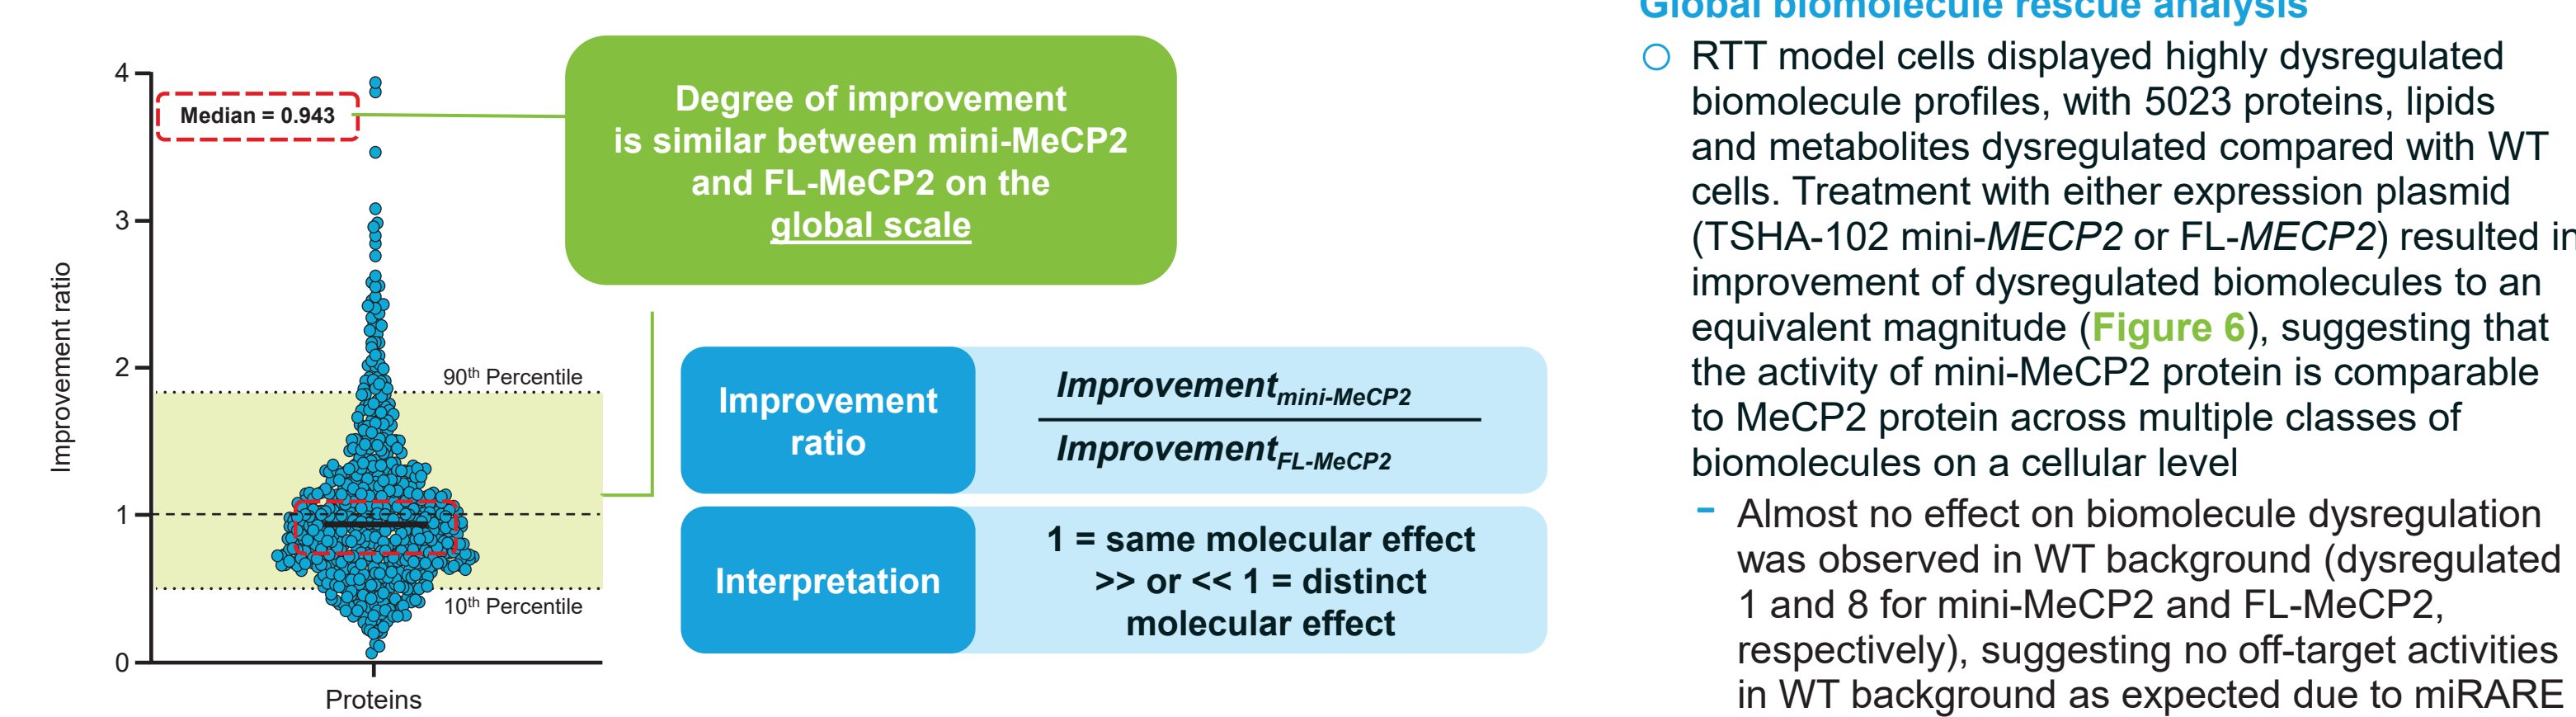 4
3
2
1
0
Improvement ratio
Median = 0.943
90th Percentile
10th Percentile
Proteins
Degree of improvement
is similar between mini-MeCP2
and FL-MeCP2 on the
global scale
Improvement
ratio
Improvementmini-MeCP2
ImprovementFL-MeCP2
Interpretation
1 = same molecular effect
>> or << 1 = distinct
molecular effect
Global biomolecule rescue analysis
RTT model cells displayed highly dysregulated
biomolecule profiles, with 5023 proteins, lipids
and metabolites dysregulated compared with WT
cells. Treatment with either expression plasmid
(TSHA-102 mini-MECP2 or FL-MECP2) resulted in
improvement of dysregulated biomolecules to an
equivalent magnitude (Figure 6), suggesting that
the activity of mini-MeCP2 protein is comparable
to MeCP2 protein across multiple classes of
biomolecules on a cellular level
– Almost no effect on biomolecule dysregulation
was observed in WT background (dysregulated
1 and 8 for mini-MeCP2 and FL-MeCP2,
respectively), suggesting no off-target activities
in WT background as expected due to miRARE